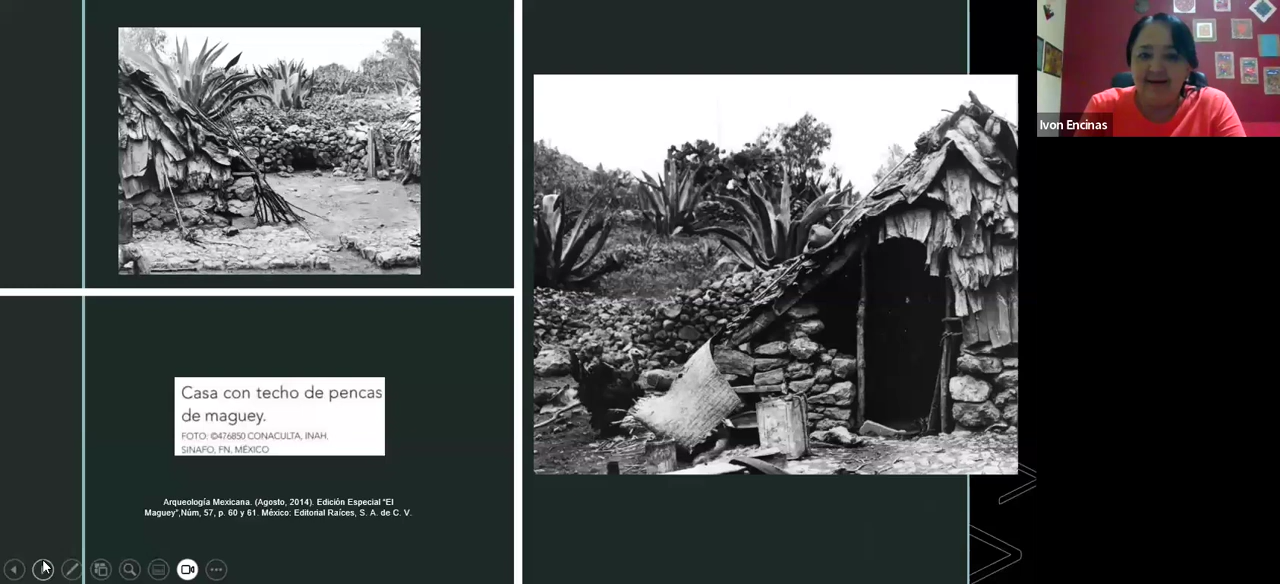 Ivon Encinas
Casa con techo de pencas
de maguey.
FOTO: ©476850 CONACULTA, INAH.
SINAFO, FN, MÉXICO
Arqueología Mexicana. (Agosto, 2014). Edición Especial "El
Maguey",Núm, 57, p. 60 y 61. México: Editorial Raíces, S. A. de C. V.